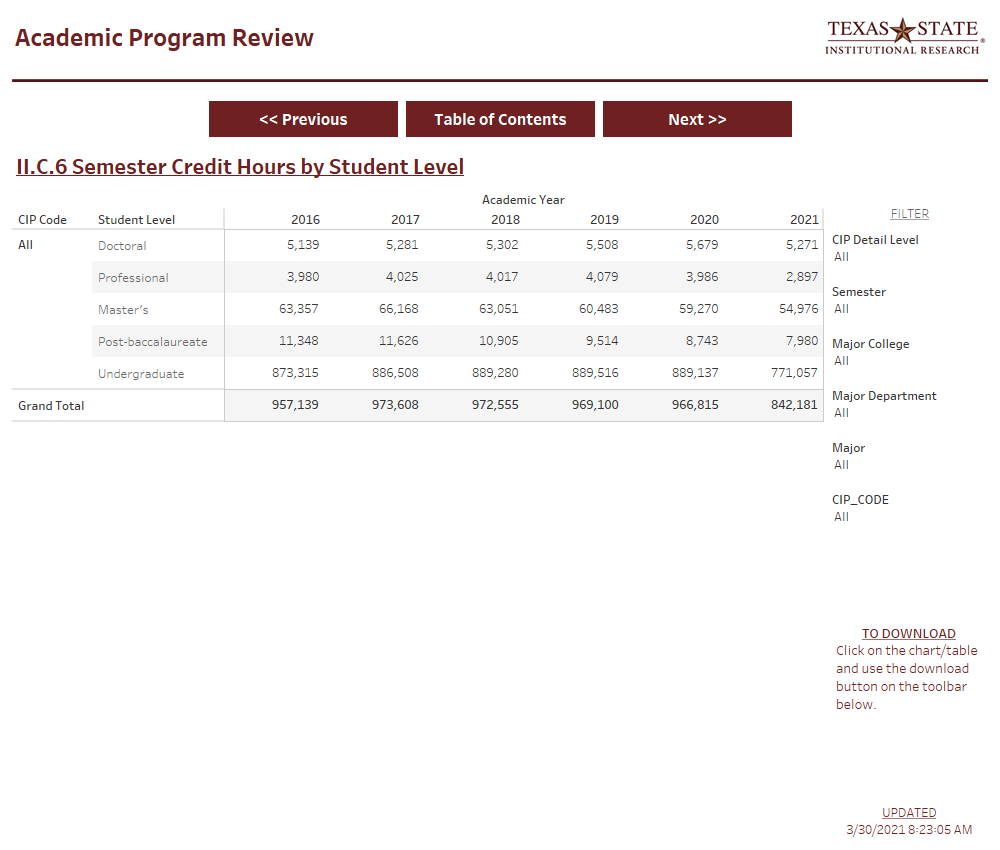 Academic Program Review
TEXAS STATE®
INSTITUTIONAL RESEARCH
<< Previous
Table of Contents
Next >>
II.C.6 Semester Credit Hours by Student Level
Academic Year
CIP Code Student Level 2016 2017 2018 2019 2020 2021
All Doctoral 5,139 5,281 5,302 5,508 5,679 5,271
Professional 3,980 4,025 4,017 4,079 3,986 2,897
Master's 63,357 66,168 63,051 60,483 59,270 54,976
Post-baccalaureate 11,348 11,626 10,905 9,514 8,743 7,980
Undergraduate 873,315 886,508 889,280 889,516 889,137 771,057
Grand Total 957,139 973,608 972,555 969,100 966,815 842,181
FILTER
CIP Detail Level
All
Semester
All
Major College
All
Major Department
All
Major
All
CIP_CODE
All
TO DOWNLOAD
Click on the chart/table
and use the download
button on the toolbar
below.
UPDATED
3/30/2021 8:23:05 AM